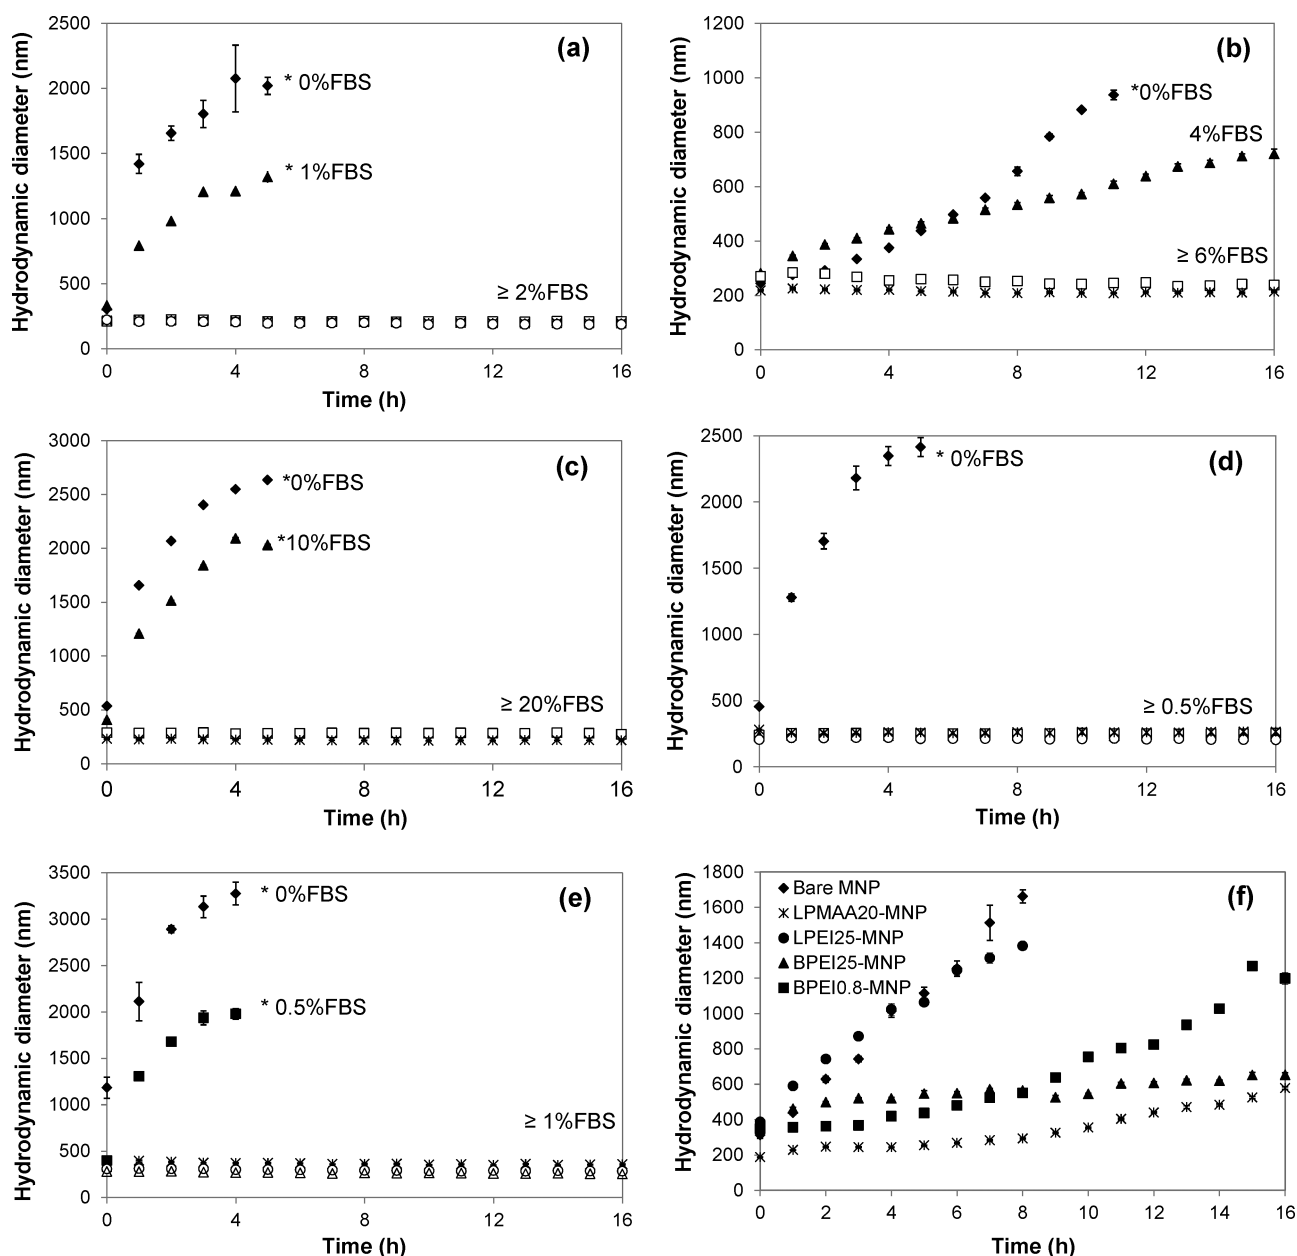 (a)
Hydrodynamic diameter (nm)
2500
2000
1500
1000
500
0
* 0%FBS
* 1%FBS
≥ 2%FBS
0 4 8 12 16
Time (h)
(b)
Hydrodynamic diameter (nm)
1200
1000
800
600
400
200
0
*0%FBS
4%FBS
≥ 6%FBS
0 4 8 12 16
Time (h)
(c)
Hydrodynamic diameter (nm)
3000
2500
2000
1500
1000
500
0
*0%FBS
*10%FBS
≥ 20%FBS
0 4 8 12 16
Time (h)
(d)
Hydrodynamic diameter (nm)
2500
2000
1500
1000
500
0
* 0%FBS
≥ 0.5%FBS
0 4 8 12 16
Time (h)
(e)
Hydrodynamic diameter (nm)
3500
3000
2500
2000
1500
1000
500
0
* 0%FBS
* 0.5%FBS
≥ 1%FBS
0 4 8 12 16
Time (h)
(f)
Hydrodynamic diameter (nm)
1800
1600
1400
1200
1000
800
600
400
200
0
Bare MNP
LPMAA20-MNP
LPEI25-MNP
BPEI25-MNP
BPEI0.8-MNP
0 2 4 6 8 10 12 14 16
Time (h)